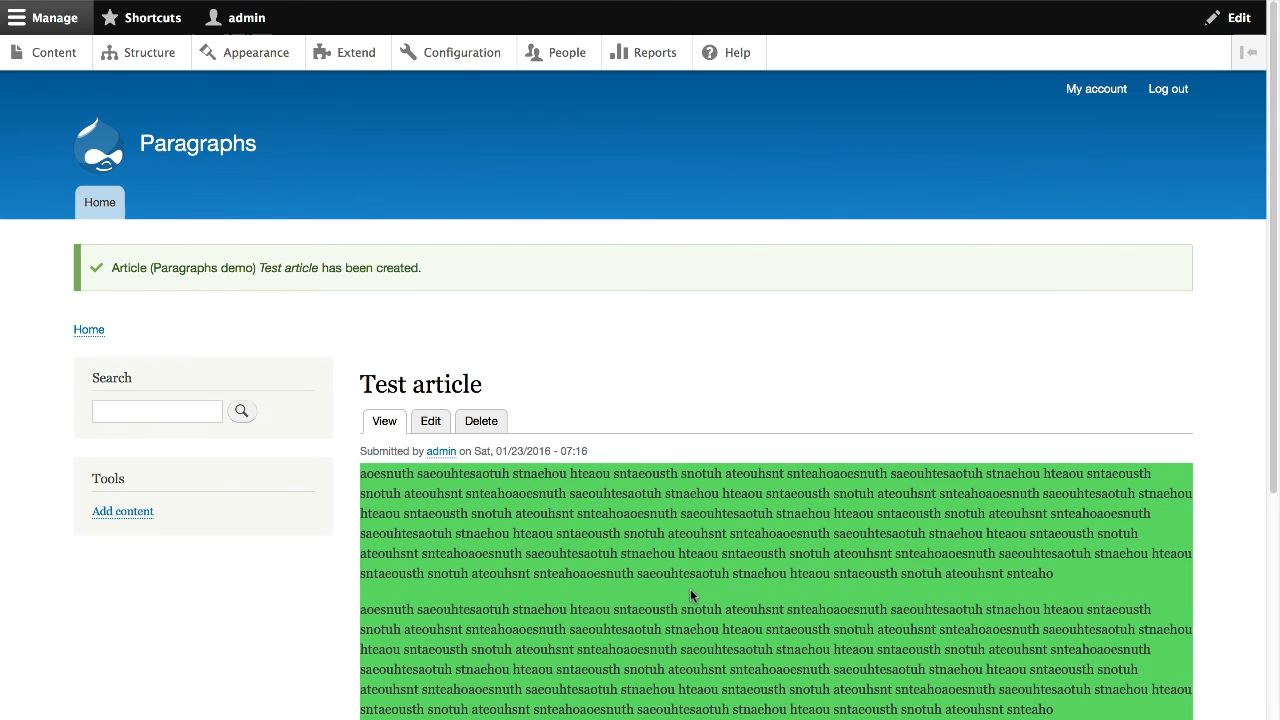 Manage Shortcuts admin Edit
Content Structure Appearance Extend Configuration People Reports Help
My account Log out
Paragraphs
Home
Article (Paragraphs demo) Test article has been created.
Home
Search
Test article
View Edit Delete
Submitted by admin on Sat, 01/23/2016 - 07:16
Tools
Add content
aoesnuth saeouhtesaotuh stnaehou hteaou sntaeousth snotuh ateouhsnt snteahoaoesnuth saeouhtesaotuh stnaehou hteaou sntaeousth
snotuh ateouhsnt snteahoaoesnuth saeouhtesaotuh stnaehou hteaou sntaeousth snotuh ateouhsnt snteahoaoesnuth saeouhtesaotuh stnaehou
hteaou sntaeousth snotuh ateouhsnt snteahoaoesnuth saeouhtesaotuh stnaehou hteaou sntaeousth snotuh ateouhsnt snteahoaoesnuth
saeouhtesaotuh stnaehou hteaou sntaeousth snotuh ateouhsnt snteahoaoesnuth saeouhtesaotuh stnaehou hteaou sntaeousth snotuh
ateouhsnt snteahoaoesnuth saeouhtesaotuh stnaehou hteaou sntaeousth snotuh ateouhsnt snteahoaoesnuth saeouhtesaotuh stnaehou hteaou
sntaeousth snotuh ateouhsnt snteahoaoesnuth saeouhtesaotuh stnaehou hteaou sntaeousth snotuh ateouhsnt snteaho
aoesnuth saeouhtesaotuh stnaehou hteaou sntaeousth snotuh ateouhsnt snteahoaoesnuth saeouhtesaotuh stnaehou hteaou sntaeousth
snotuh ateouhsnt snteahoaoesnuth saeouhtesaotuh stnaehou hteaou sntaeousth snotuh ateouhsnt snteahoaoesnuth saeouhtesaotuh stnaehou
hteaou sntaeousth snotuh ateouhsnt snteahoaoesnuth saeouhtesaotuh stnaehou hteaou sntaeousth snotuh ateouhsnt snteahoaoesnuth
saeouhtesaotuh stnaehou hteaou sntaeousth snotuh ateouhsnt snteahoaoesnuth saeouhtesaotuh stnaehou hteaou sntaeousth snotuh
ateouhsnt snteahoaoesnuth saeouhtesaotuh stnaehou hteaou sntaeousth snotuh ateouhsnt snteahoaoesnuth saeouhtesaotuh stnaehou hteaou
sntaeousth snotuh ateouhsnt snteahoaoesnuth saeouhtesaotuh stnaehou hteaou sntaeousth snotuh ateouhsnt snteaho